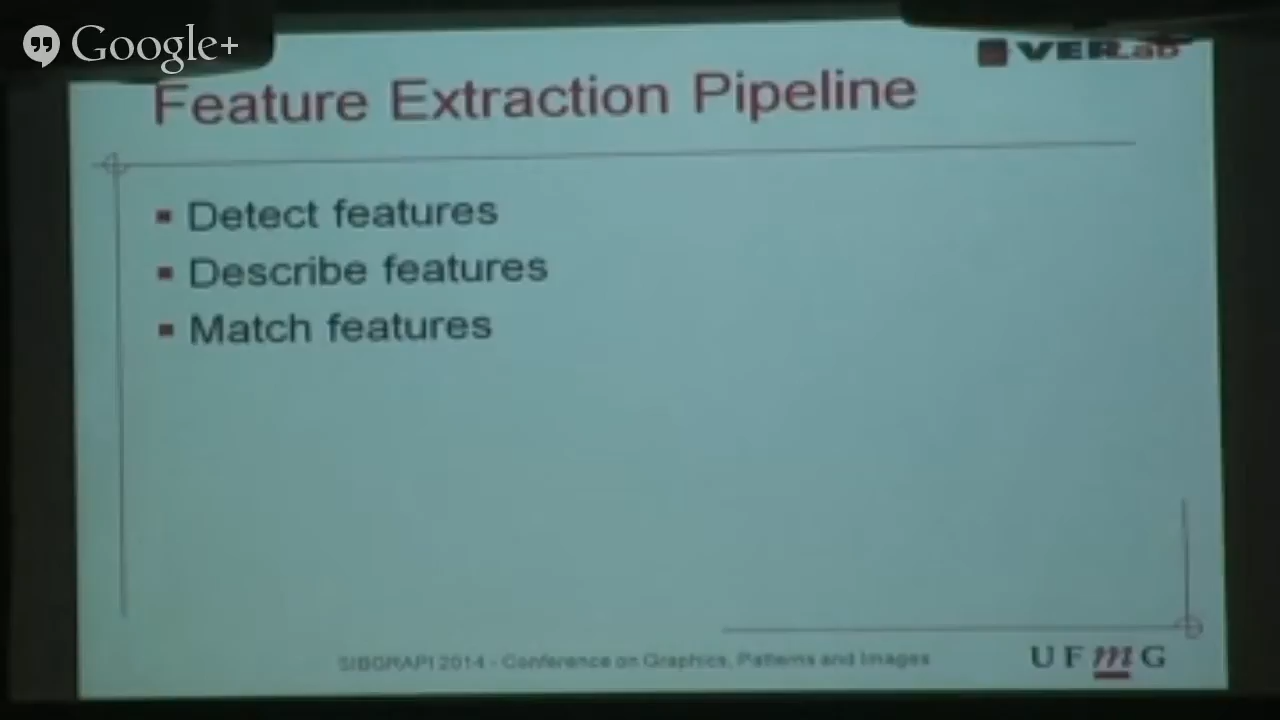 Google+
VERLab
Feature Extraction Pipeline
Detect features
Describe features
Match features
SIBGRAPI 2014 - Conference on Graphics, Patterns and Images
UFmG